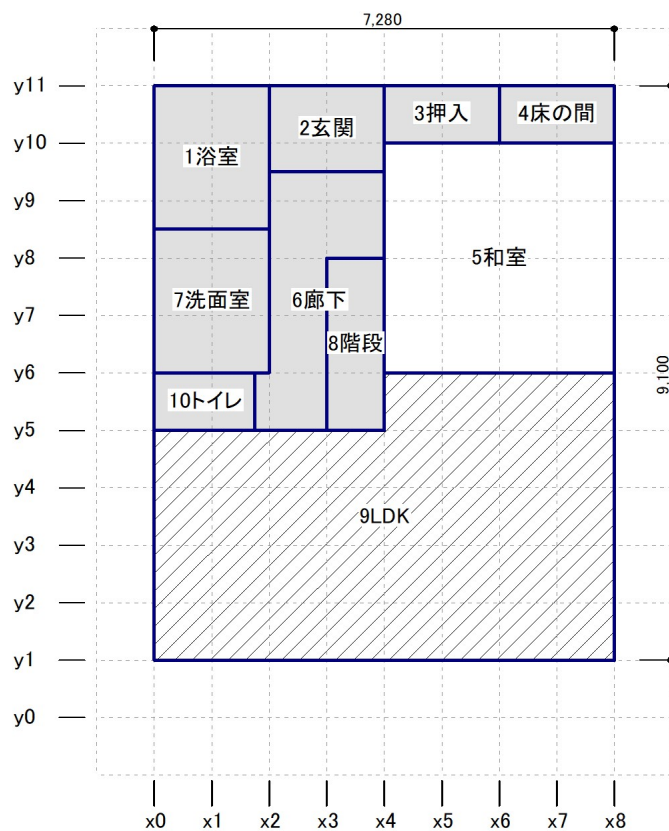 7,280
y11
y10
y9
y8
y7
y6
y5
y4
y3
y2
y1
y0
1浴室
2玄関
3押入
4床の間
5和室
7洗面室
6廊下
8階段
10トイレ
9LDK
9,100
x0
x1
x2
x3
x4
x5
x6
x7
x8